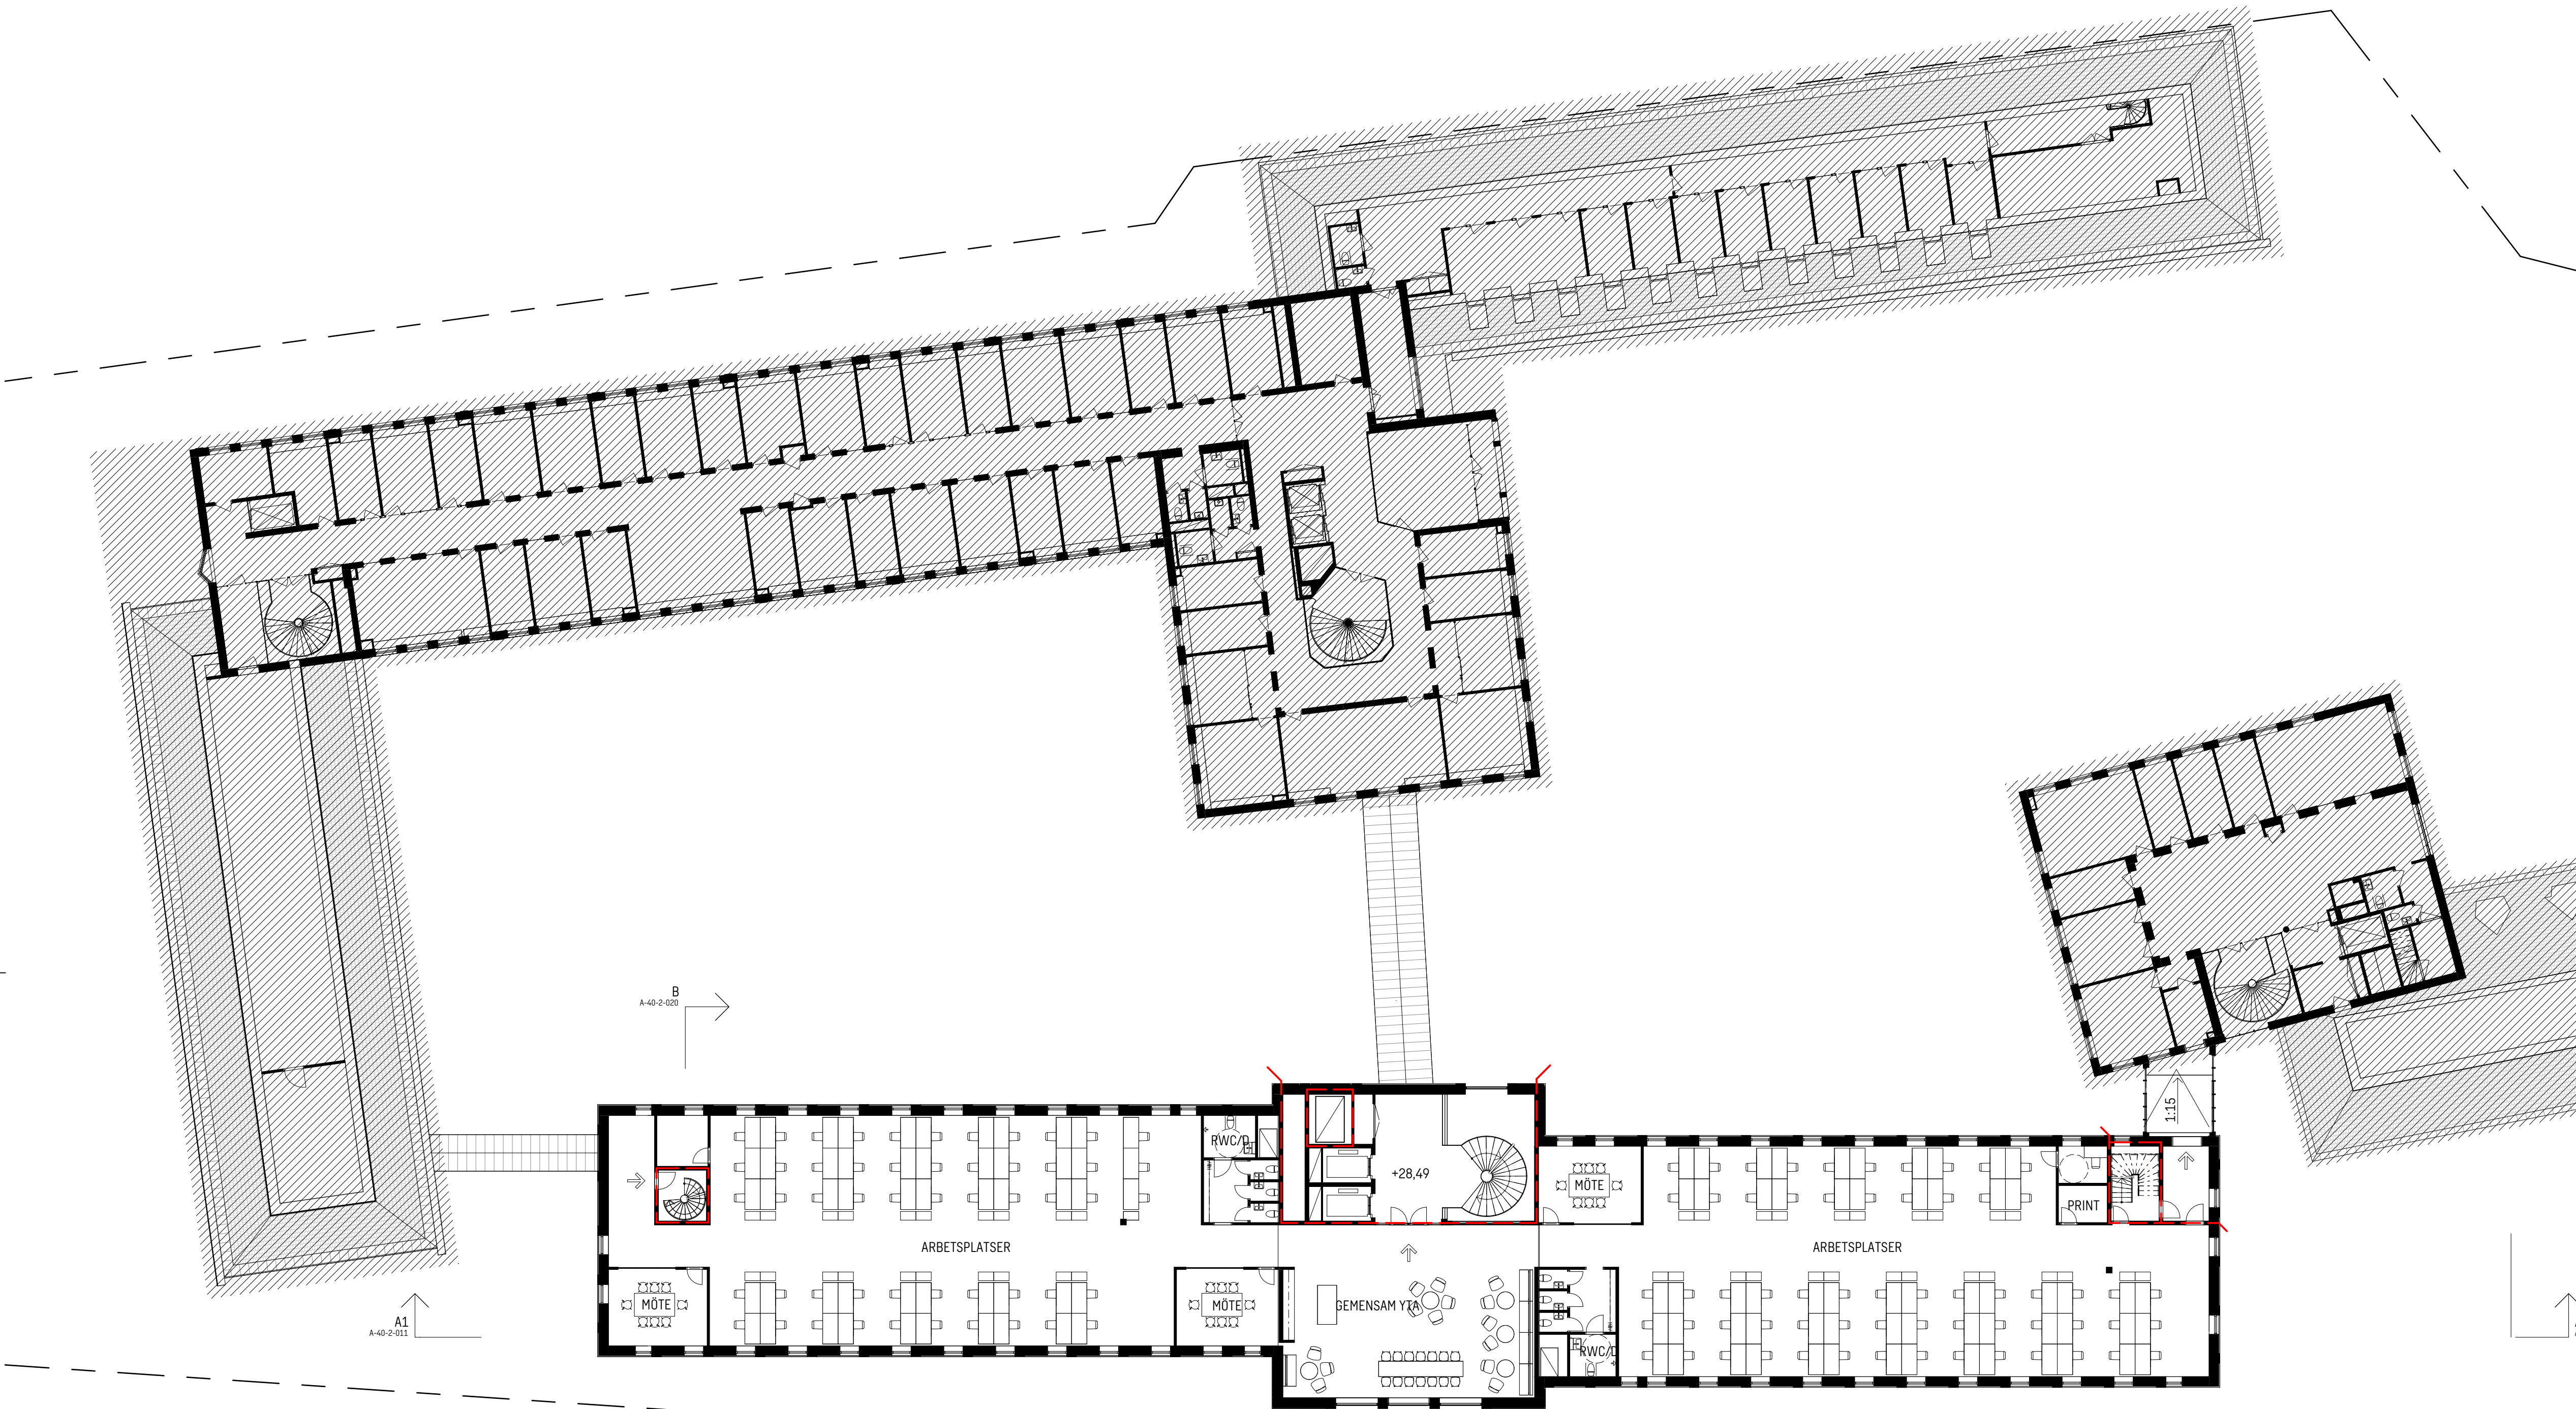 B
A-40-2-020
1:15
RWC/D
+28,49
MÖTE
PRINT
ARBETSPLATSER
ARBETSPLATSER
MÖTE
MÖTE
GEMENSAM YTA
A1
A-40-2-011
RWC/D